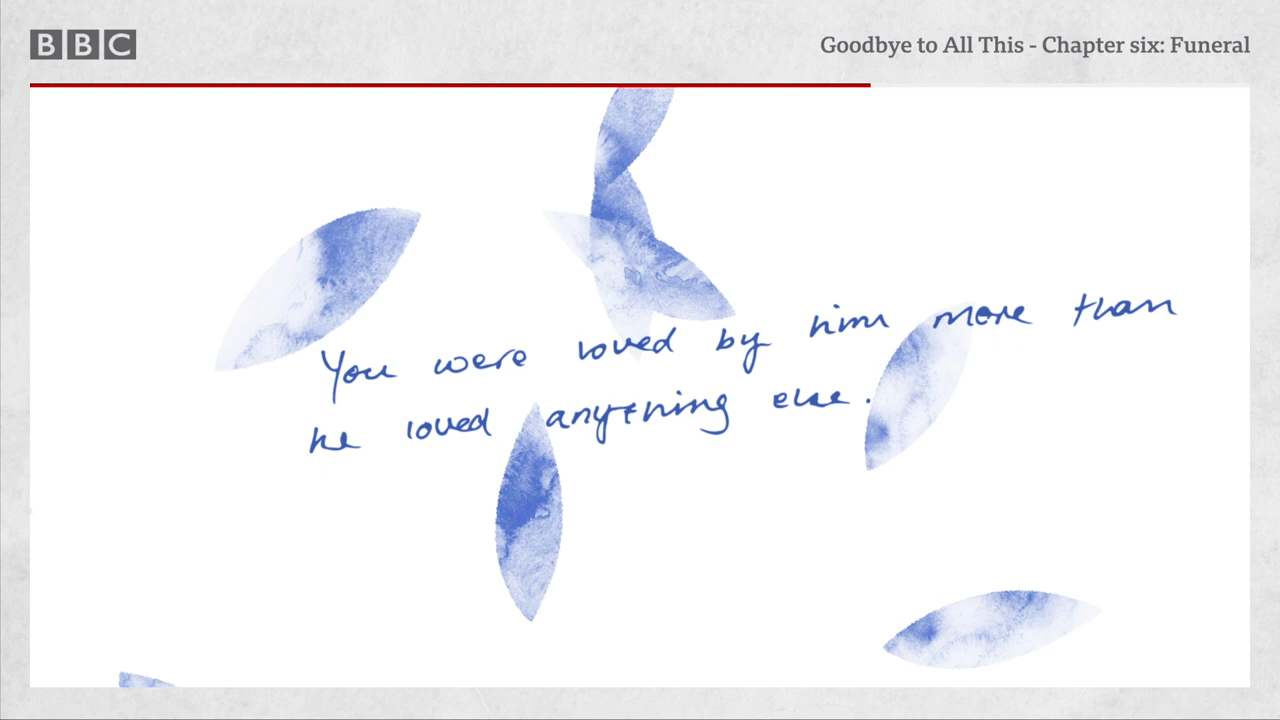 BBC
Goodbye to All This - Chapter six: Funeral
You were loved by him more than
he loved anything else.